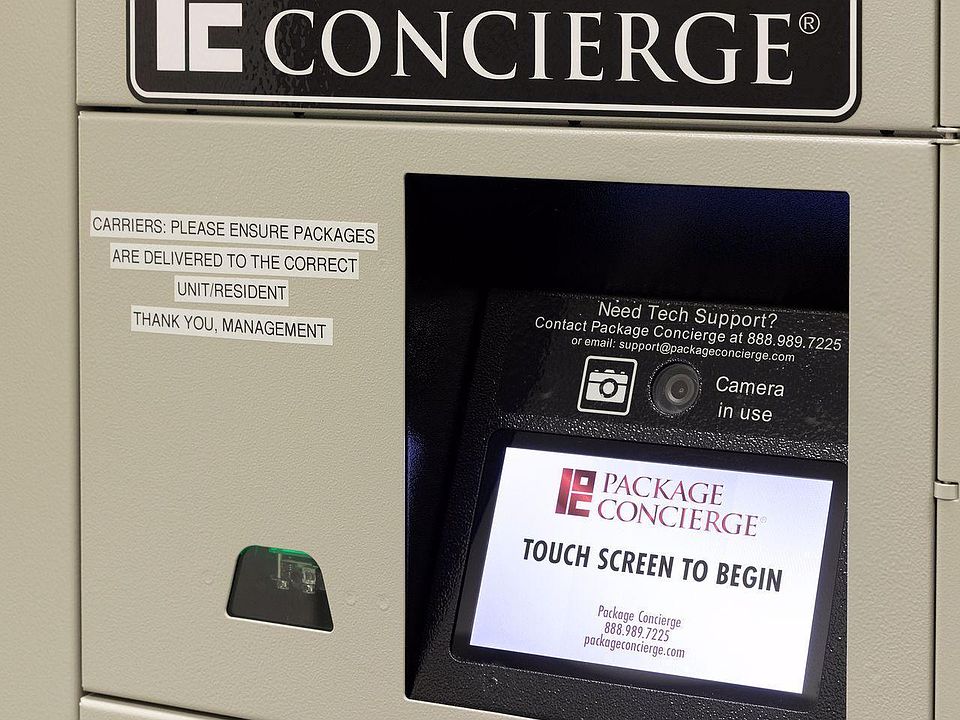 CONCIERGE®
CARRIERS: PLEASE ENSURE PACKAGES
ARE DELIVERED TO THE CORRECT
UNIT/RESIDENT
THANK YOU, MANAGEMENT
Need Tech Support?
Contact Package Concierge at 888.989.7225
or email: support@packageconcierge.com
Camera
in use
PACKAGE
CONCIERGE®
TOUCH SCREEN TO BEGIN
Package Concierge
888.989.7225
packageconcierge.com